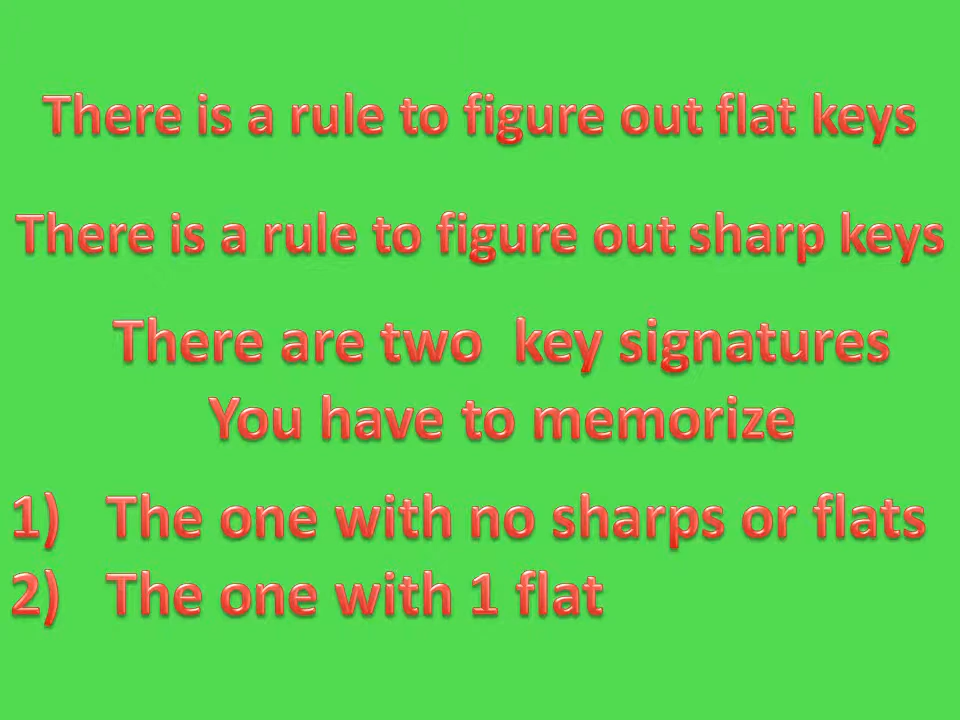 There is a rule to figure out flat keys
There is a rule to figure out sharp keys
There are two key signatures
You have to memorize
1) The one with no sharps or flats
2) The one with 1 flat